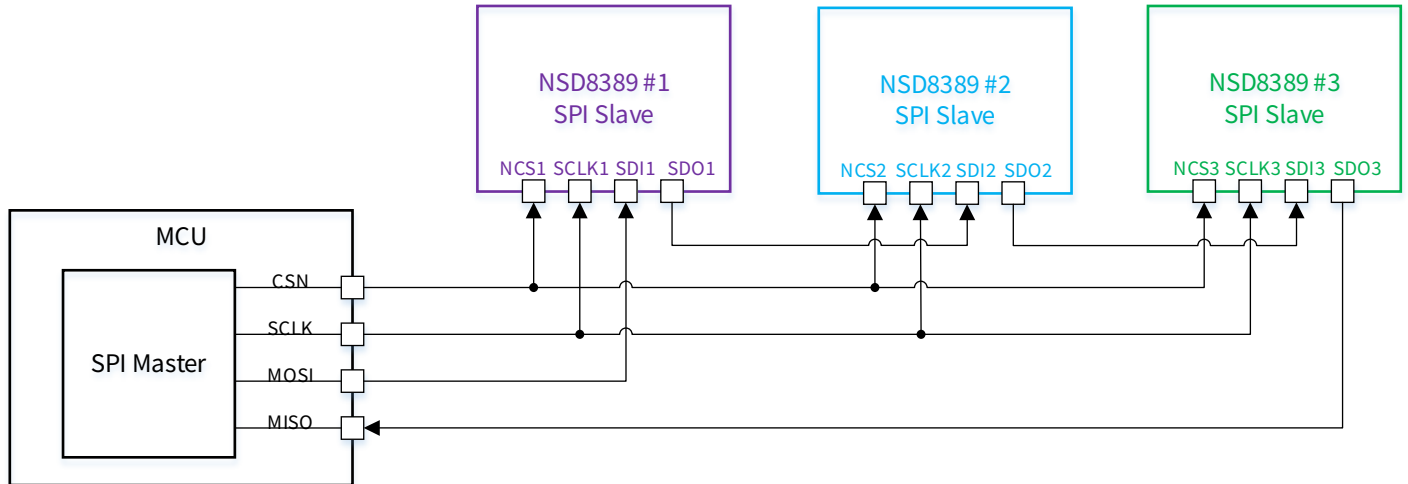 NSD8389 #1
SPI Slave
NCS1 SCLK1 SDI1 SDO1
NSD8389 #2
SPI Slave
NCS2 SCLK2 SDI2 SDO2
NSD8389 #3
SPI Slave
NCS3 SCLK3 SDI3 SDO3
MCU
SPI Master
CSN
SCLK
MOSI
MISO